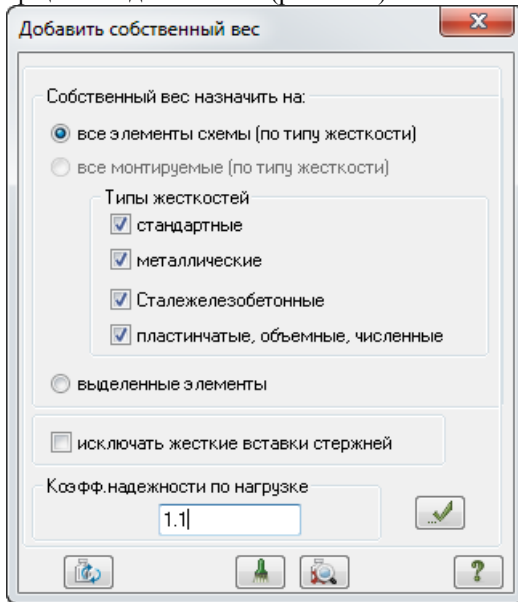 Добавить собственный вес
Собственный вес назначить на:
все элементы схемы (по типу жесткости)
все монтируемые (по типу жесткости)
Типы жесткостей
стандартные
металлические
Сталежелезобетонные
пластинчатые, объемные, численные
выделенные элементы
исключать жесткие вставки стержней
Коэфф.надежности по нагрузке
1.1